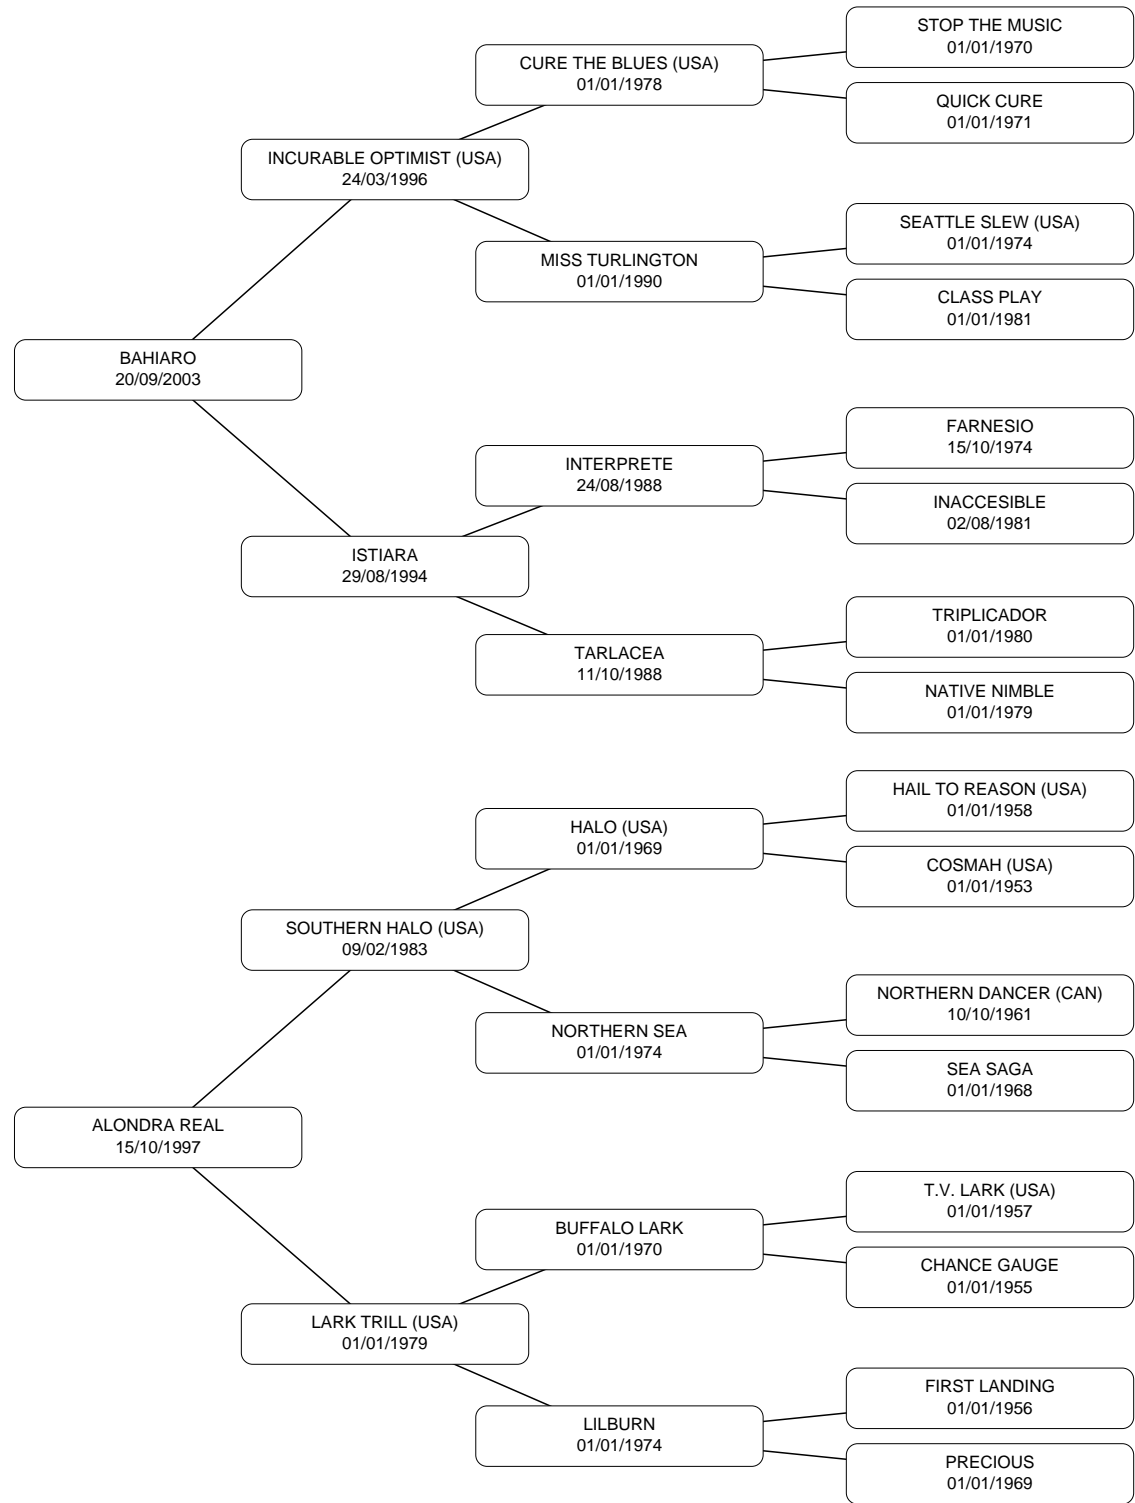 STOP THE MUSIC
01/01/1970
CURE THE BLUES (USA)
01/01/1978
QUICK CURE
01/01/1971
INCURABLE OPTIMIST (USA)
24/03/1996
SEATTLE SLEW (USA)
01/01/1974
MISS TURLINGTON
01/01/1990
CLASS PLAY
01/01/1981
BAHIARO
20/09/2003
FARNESIO
15/10/1974
INTERPRETE
24/08/1988
INACCESIBLE
02/08/1981
ISTIARA
29/08/1994
TRIPLICADOR
01/01/1980
TARLACEA
11/10/1988
NATIVE NIMBLE
01/01/1979
HAIL TO REASON (USA)
01/01/1958
HALO (USA)
01/01/1969
COSMAH (USA)
01/01/1953
SOUTHERN HALO (USA)
09/02/1983
NORTHERN DANCER (CAN)
10/10/1961
NORTHERN SEA
01/01/1974
SEA SAGA
01/01/1968
ALONDRA REAL
15/10/1997
T.V. LARK (USA)
01/01/1957
BUFFALO LARK
01/01/1970
CHANCE GAUGE
01/01/1955
LARK TRILL (USA)
01/01/1979
FIRST LANDING
01/01/1956
LILBURN
01/01/1974
PRECIOUS
01/01/1969